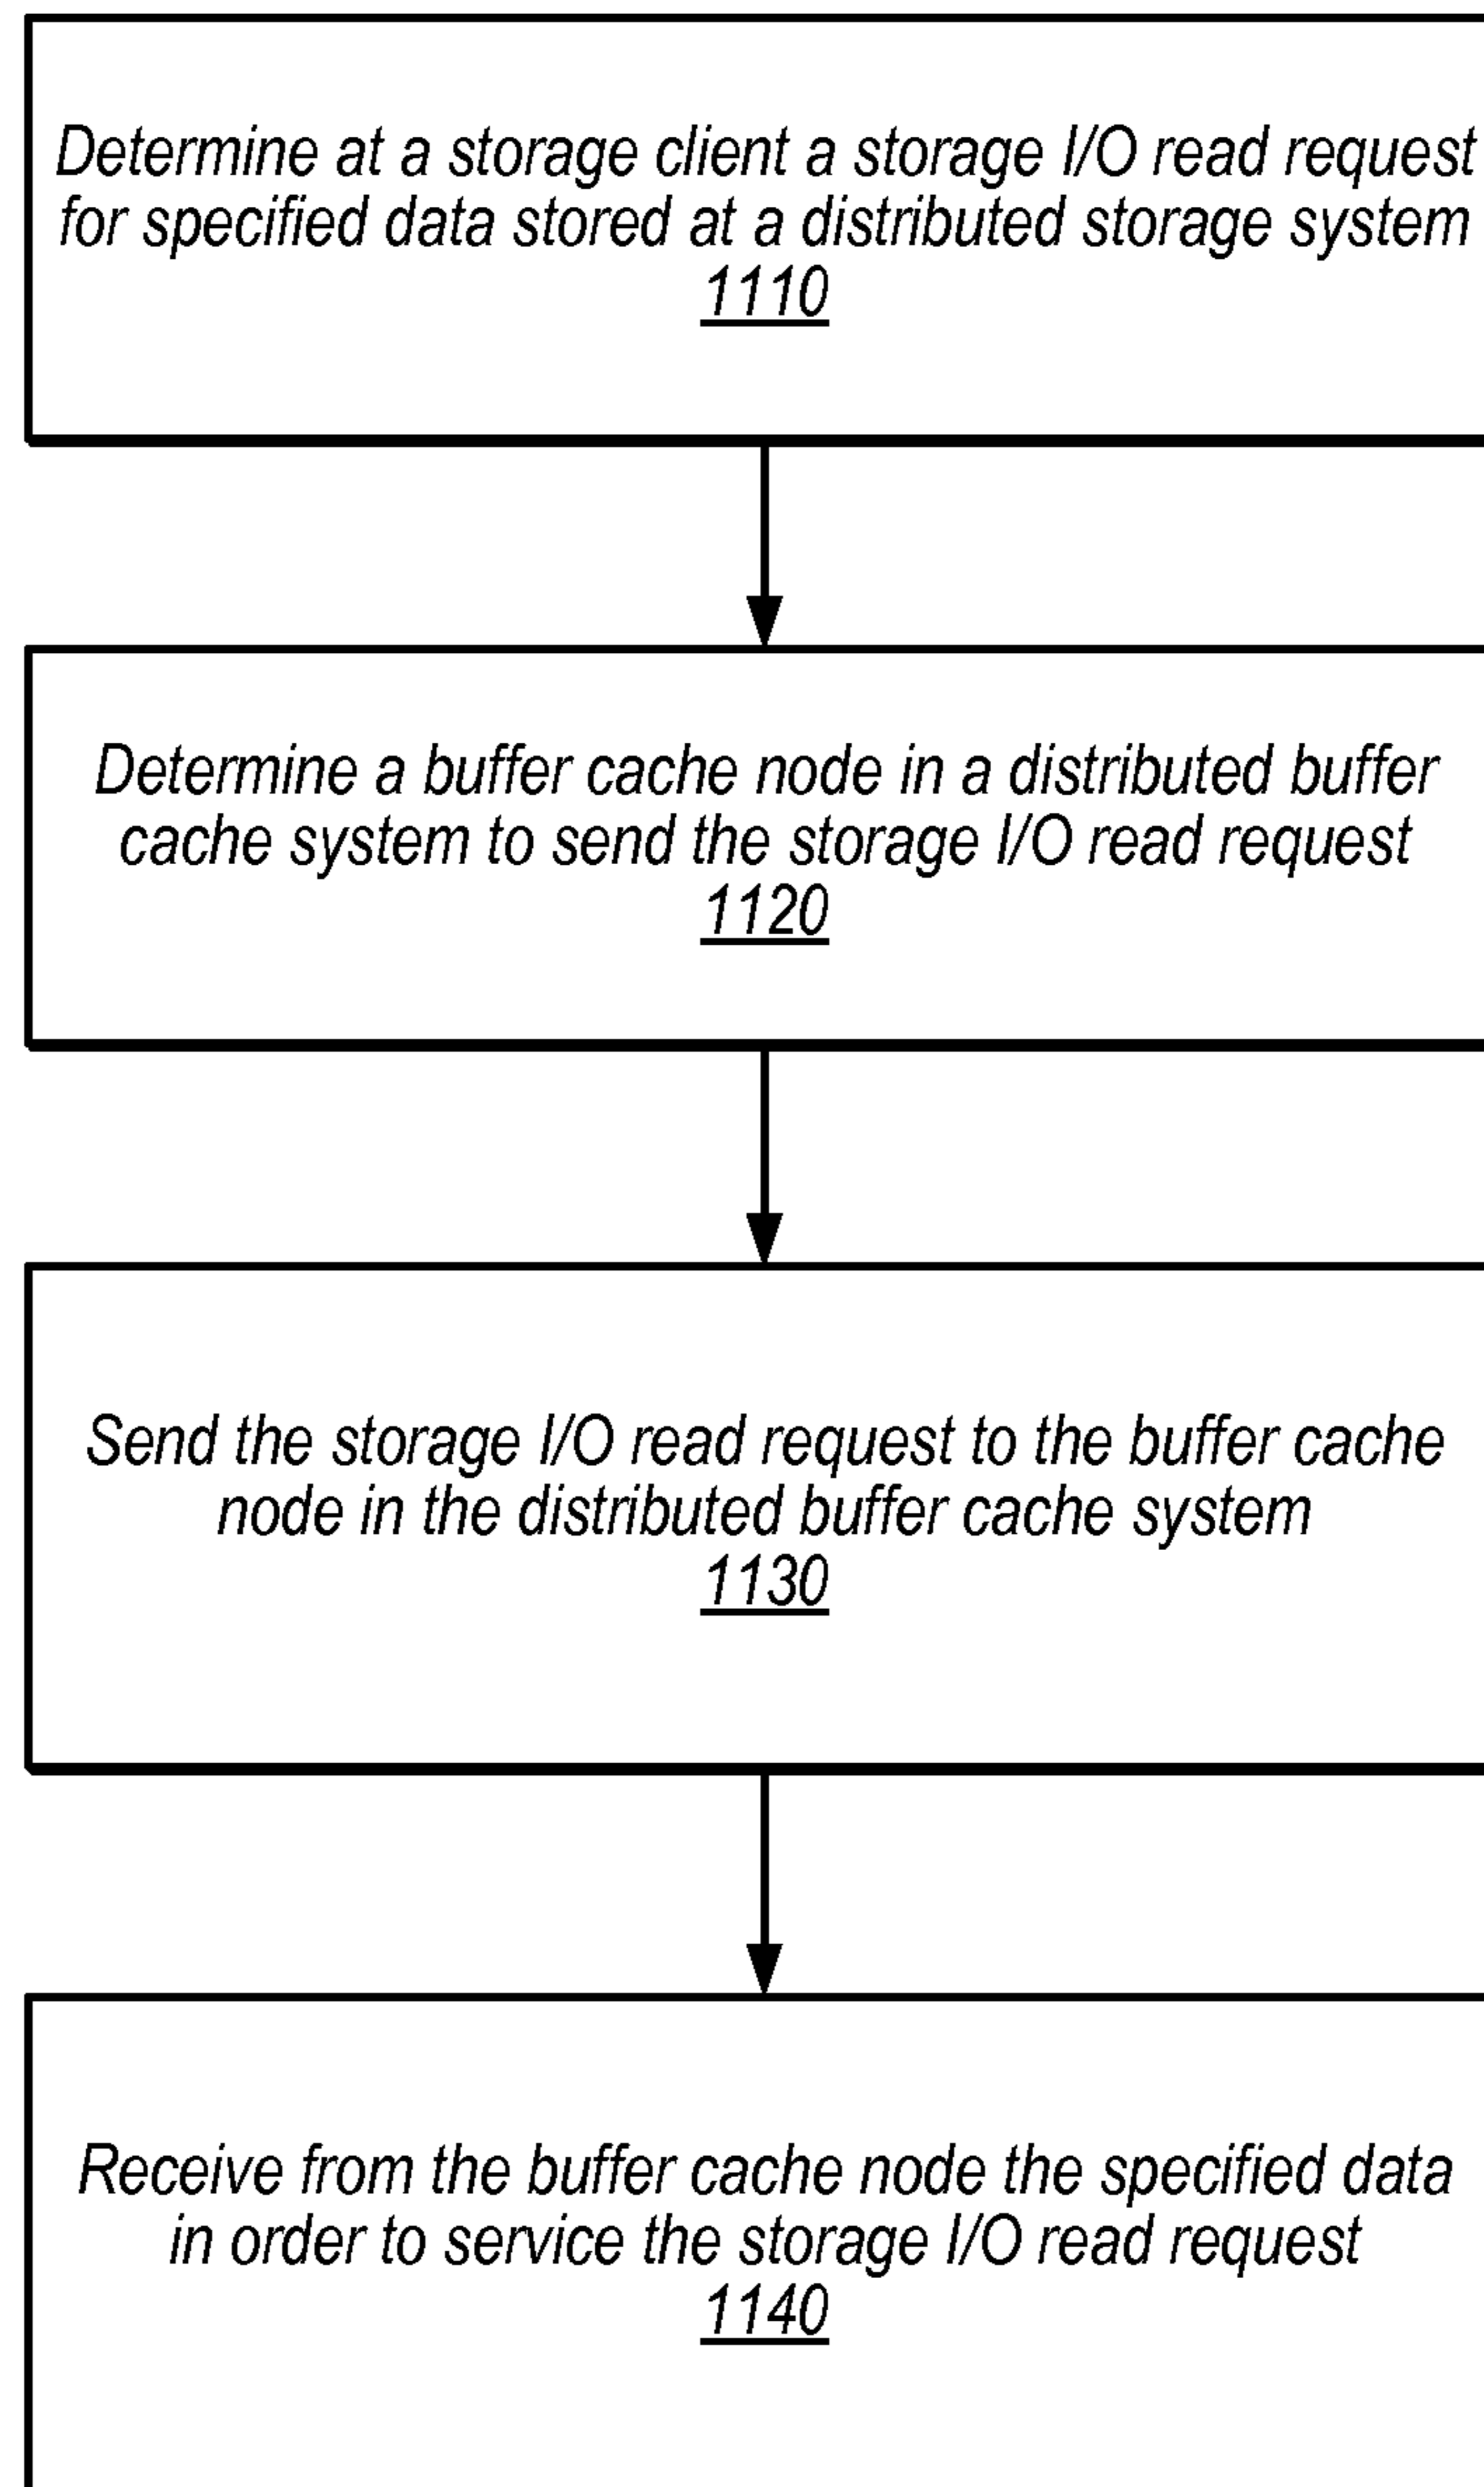 Determine at a storage client a storage I/O read request
for specified data stored at a distributed storage system
1110
Determine a buffer cache node in a distributed buffer
cache system to send the storage I/O read request
1120
Send the storage I/O read request to the buffer cache
node in the distributed buffer cache system
1130
Receive from the buffer cache node the specified data
in order to service the storage I/O read request
1140